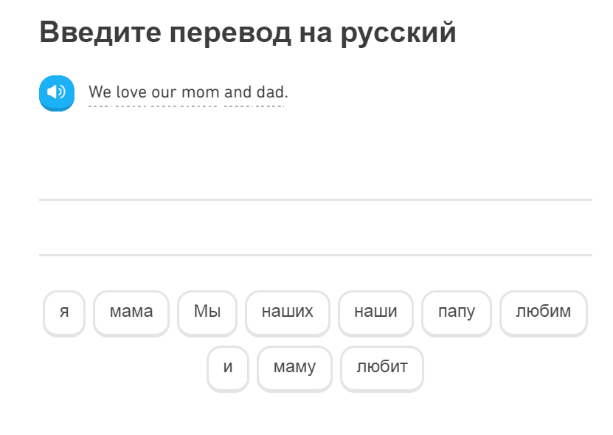 Введите перевод на русский
We love our mom and dad.
я мама Мы наших наши папу любим
и маму любит